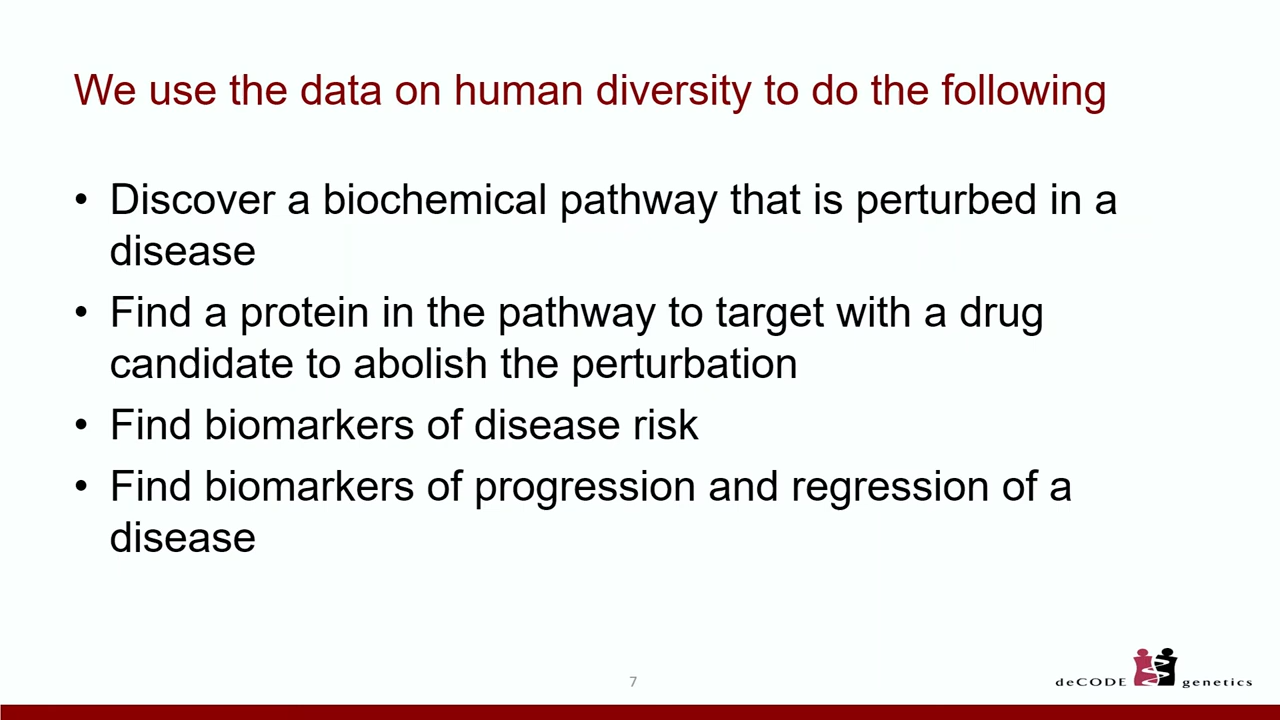 We use the data on human diversity to do the following
• Discover a biochemical pathway that is perturbed in a
disease
• Find a protein in the pathway to target with a drug
candidate to abolish the perturbation
• Find biomarkers of disease risk
• Find biomarkers of progression and regression of a
disease
7
deCODE genetics